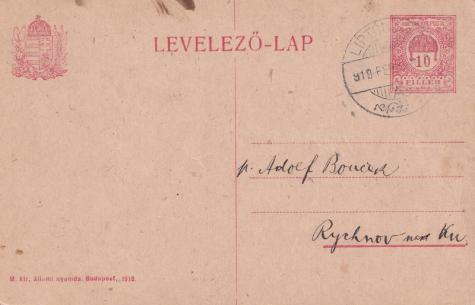 LEVELEZŐ-LAP
10
FILLÉR
p. Adolf Bouček
Rychnov nad Kn.
M. kir. állami nyomda. Budapest, 1918.